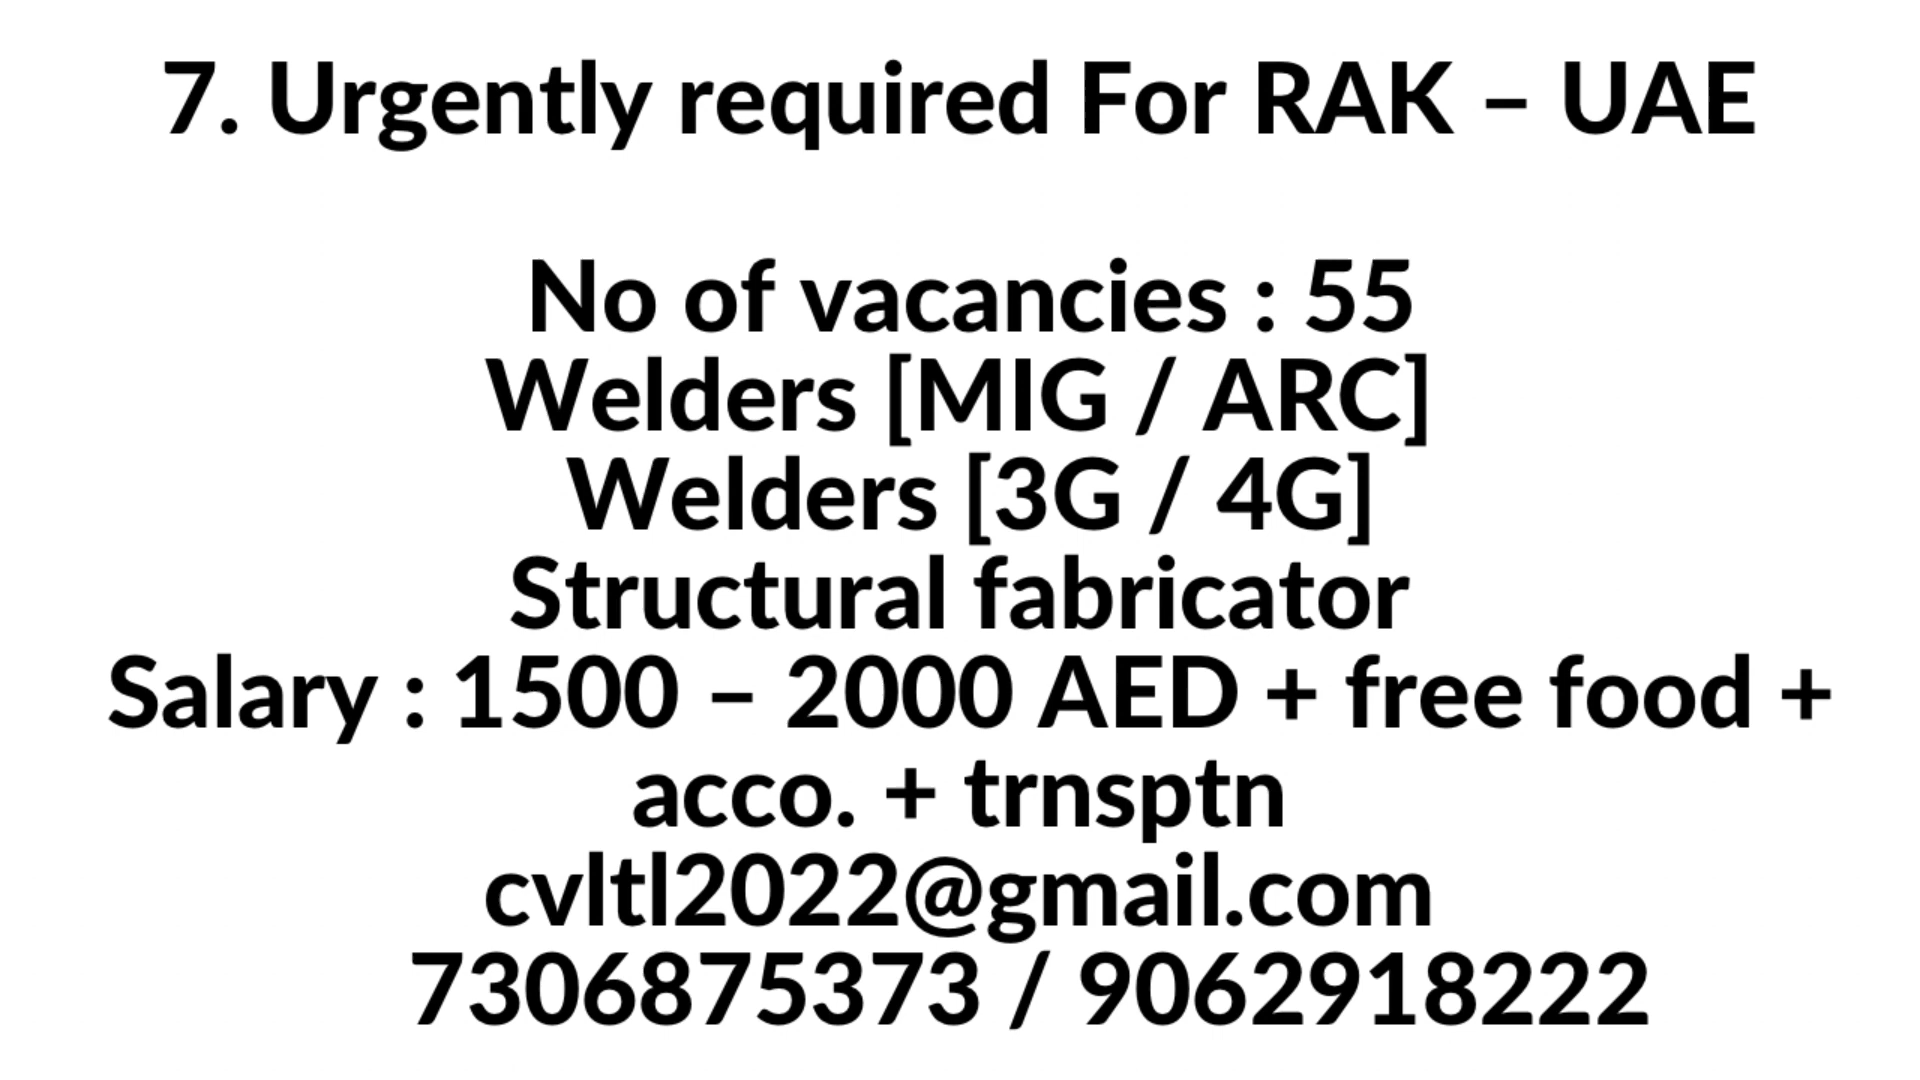 7. Urgently required For RAK – UAE
No of vacancies : 55
Welders [MIG / ARC]
Welders [3G / 4G]
Structural fabricator
Salary : 1500 – 2000 AED + free food +
acco. + trnsptn
cvltl2022@gmail.com
7306875373 / 9062918222